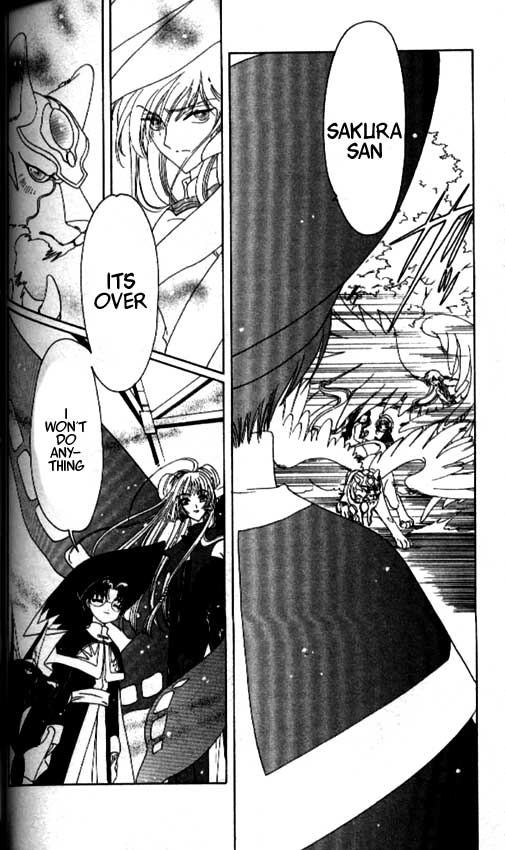 SAKURA
SAN
ITS
OVER
I
WON'T
DO
ANY-
THING